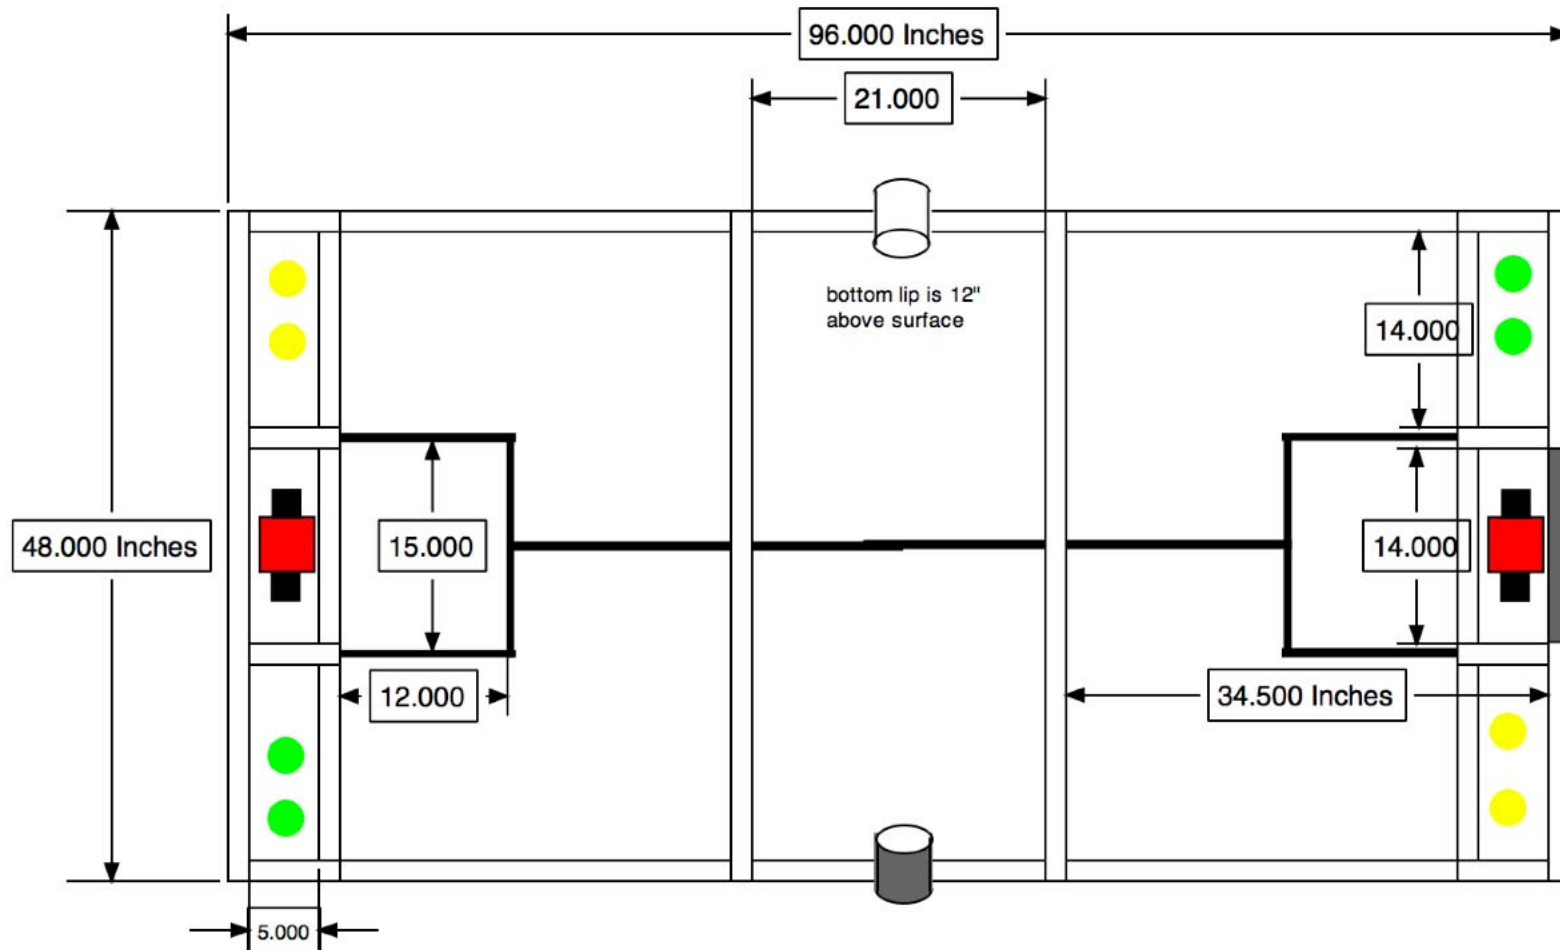 96.000 Inches
21.000
bottom lip is 12"
above surface
14.000
48.000 Inches
15.000
14.000
12.000
34.500 Inches
5.000